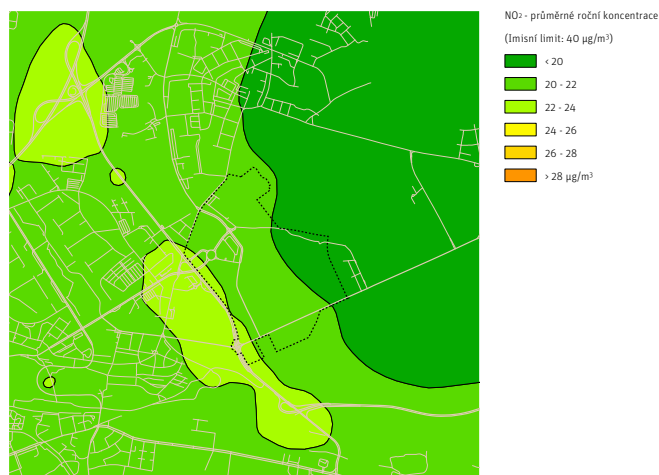 NO₂ - průměrné roční koncentrace
(Imisní limit: 40 µg/m³)
< 20
20 - 22
22 - 24
24 - 26
26 - 28
> 28 µg/m³